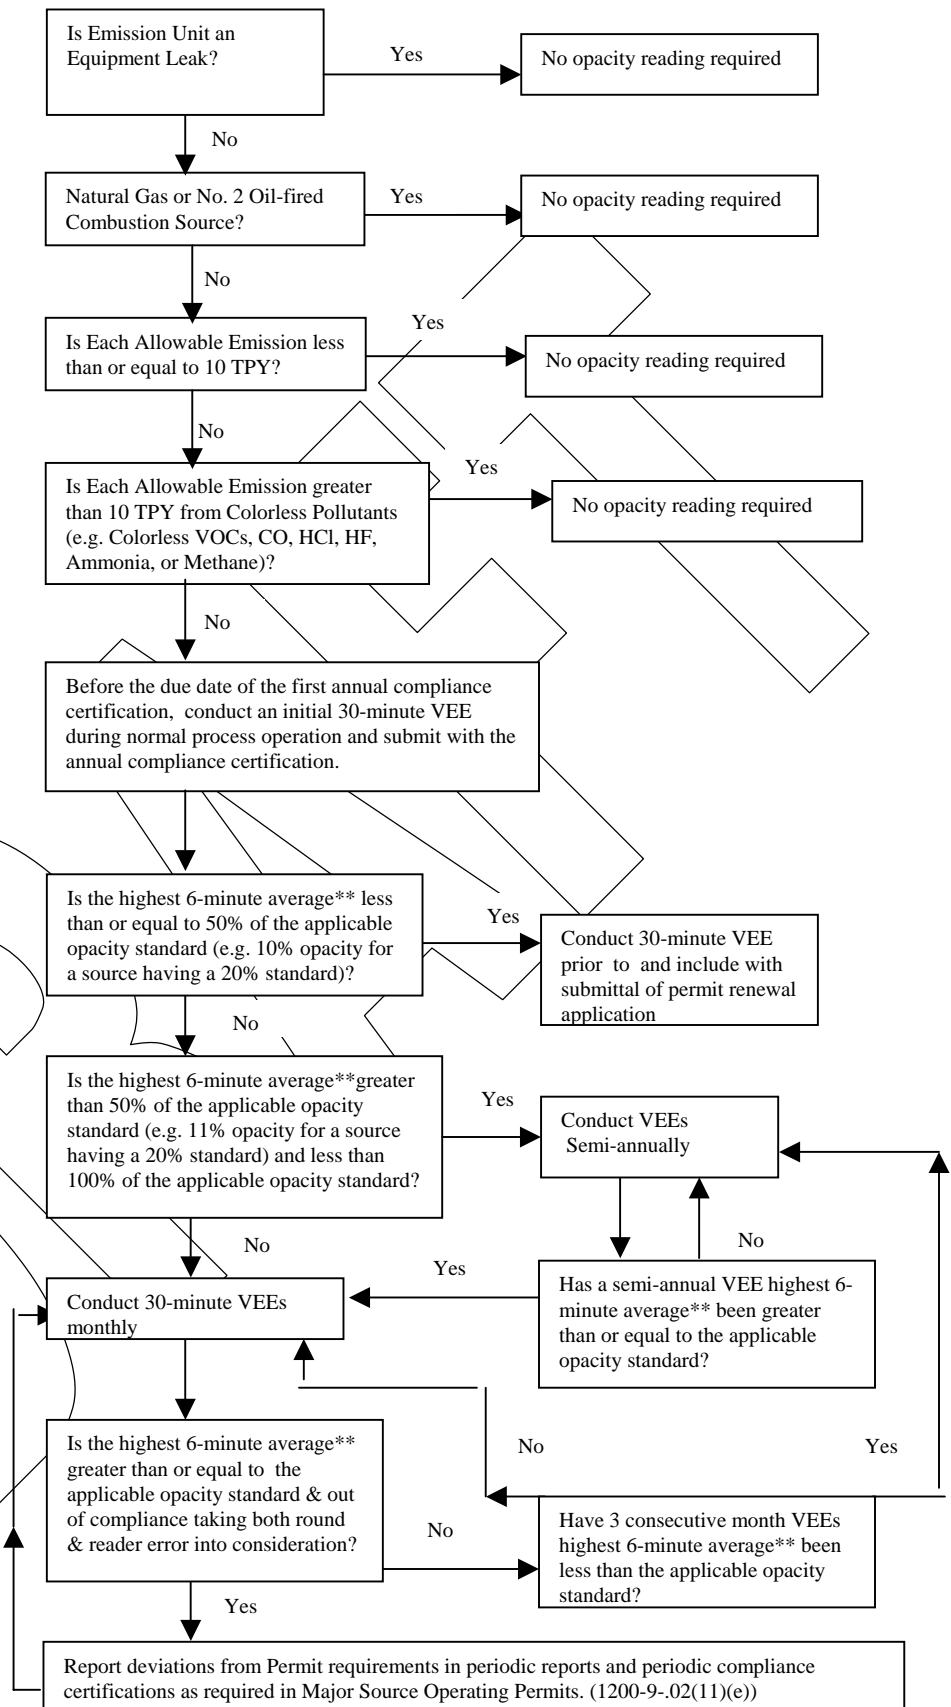 Is Emission Unit an
Equipment Leak?
Yes
No opacity reading required
No
Natural Gas or No. 2 Oil-fired
Combustion Source?
Yes
No opacity reading required
No
Is Each Allowable Emission less
than or equal to 10 TPY?
Yes
No opacity reading required
No
Is Each Allowable Emission greater
than 10 TPY from Colorless Pollutants
(e.g. Colorless VOCs, CO, HCl, HF,
Ammonia, or Methane)?
Yes
No opacity reading required
No
Before the due date of the first annual compliance
certification, conduct an initial 30-minute VEE
during normal process operation and submit with the
annual compliance certification.
Is the highest 6-minute average** less
than or equal to 50% of the applicable
opacity standard (e.g. 10% opacity for
a source having a 20% standard)?
Yes
Conduct 30-minute VEE
prior to and include with
submittal of permit renewal
application
No
Is the highest 6-minute average**greater
than 50% of the applicable opacity
standard (e.g. 11% opacity for a source
having a 20% standard) and less than
100% of the applicable opacity standard?
Yes
Conduct VEEs
Semi-annually
No
No
Yes
Has a semi-annual VEE highest 6-
minute average** been greater
than or equal to the applicable
opacity standard?
Conduct 30-minute VEEs
monthly
Is the highest 6-minute average**
greater than or equal to the
applicable opacity standard & out
of compliance taking both round
& reader error into consideration?
No
Yes
No
Have 3 consecutive month VEEs
highest 6-minute average** been
less than the applicable opacity
standard?
Yes
Report deviations from Permit requirements in periodic reports and periodic compliance
certifications as required in Major Source Operating Permits. (1200-9-.02(11)(e))